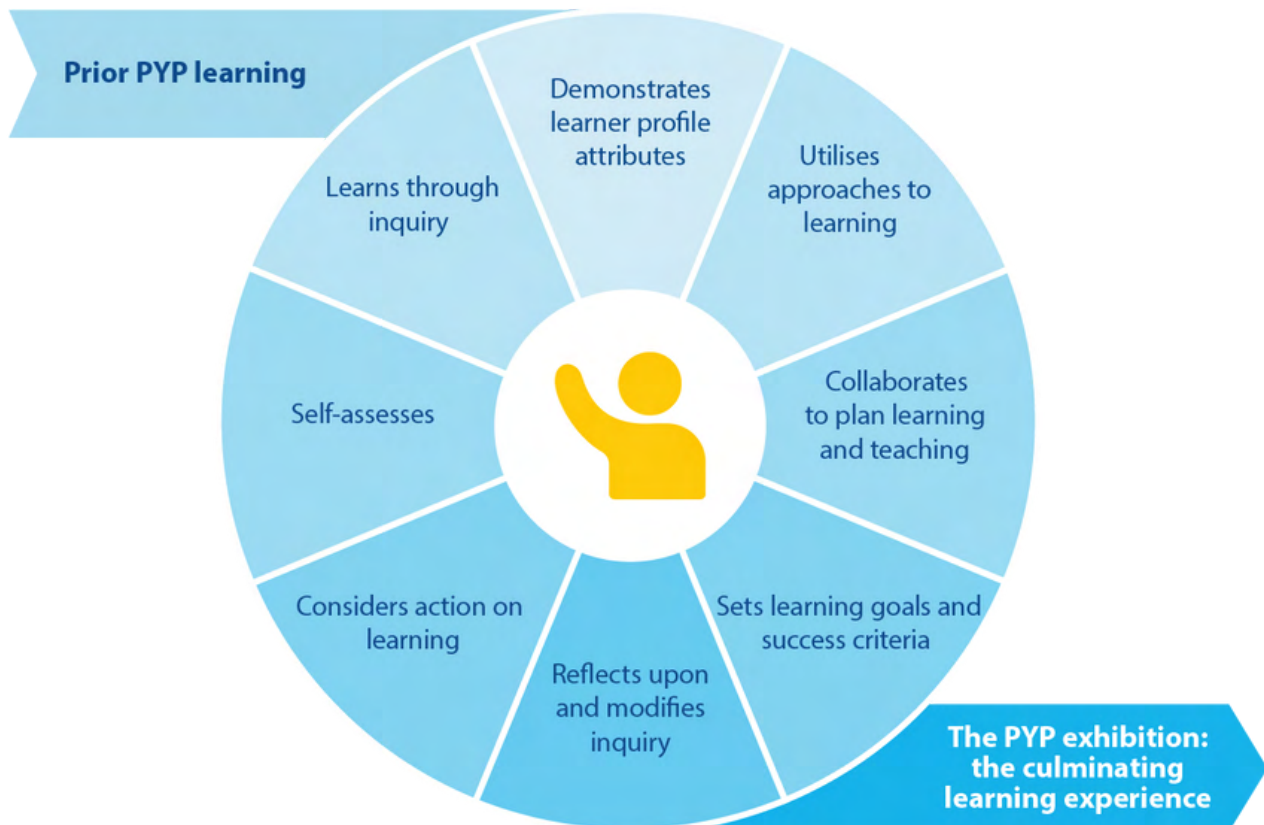 Prior PYP learning
Demonstrates
learner profile
attributes
Utilises
approaches to
learning
Collaborates
to plan learning
and teaching
Sets learning goals and
success criteria
Reflects upon
and modifies
inquiry
Considers action on
learning
Self-assesses
Learns through
inquiry
The PYP exhibition:
the culminating
learning experience